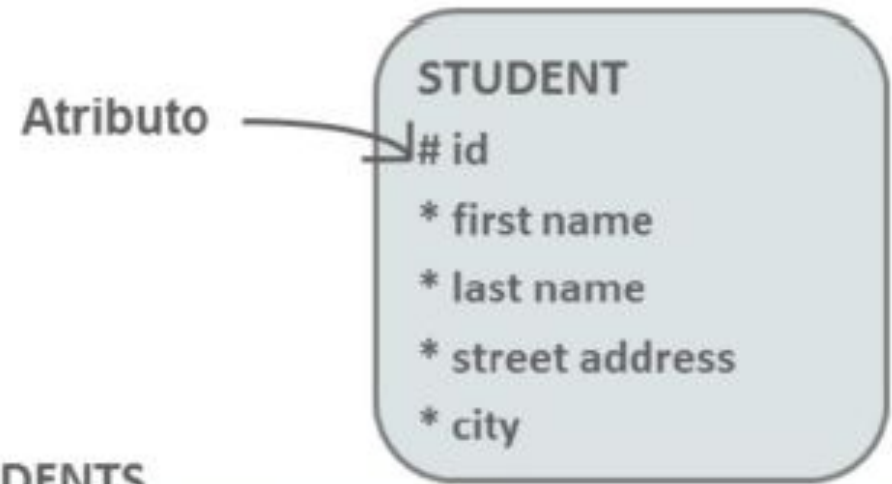 STUDENT
Atributo
# id
* first name
* last name
* street address
* city